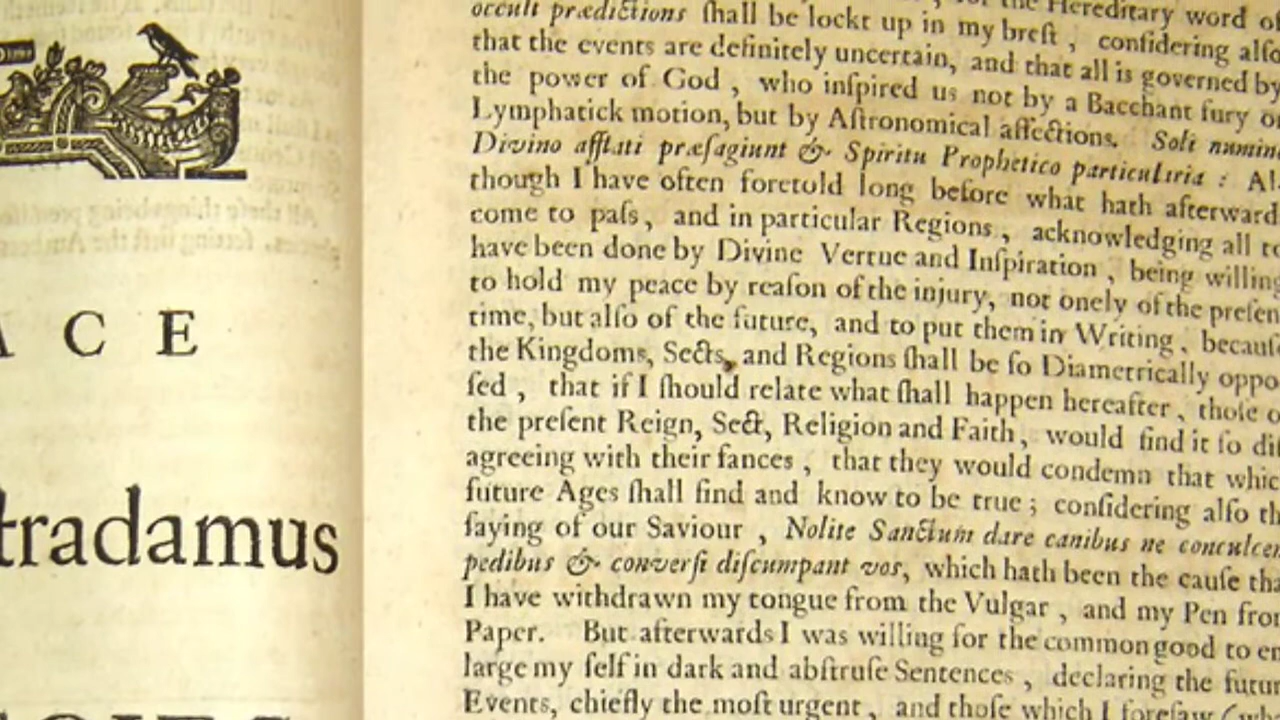 ACE
tradamus
the Hereditary word of
occult prædictions ſhall be lockt up in my breſt , conſidering alſo
that the events are definitely uncertain, and that all is governed by
the power of God , who inſpired us not by a Bacchant fury or
Lymphatick motion, but by Aſtronomical affections. Soli numine
Divino afflati præſagiunt & Spiritu Prophetico particularia : Al-
though I have often foretold long before what hath afterward
come to paſs , and in particular Regions , acknowledging all to
have been done by Divine Vertue and Inſpiration , being willing
to hold my peace by reaſon of the injury, not onely of the preſen
time, but alſo of the future, and to put them in Writing , becauſe
the Kingdoms, Sects, and Regions ſhall be ſo Diametrically oppo
ſed , that if I ſhould relate what ſhall happen hereafter , thoſe o
the preſent Reign, Sect, Religion and Faith, would find it ſo diſ
agreeing with their fances , that they would condemn that whic
future Ages ſhall find and know to be true ; conſidering alſo th
ſaying of our Saviour , Nolite Sanctum dare canibus ne conculcen
pedibus & converſi diſcumpant vos, which hath been the cauſe tha
I have withdrawn my tongue from the Vulgar , and my Pen from
Paper. But afterwards I was willing for the common good to en
large my ſelf in dark and abſtruſe Sentences , declaring the futur
Events, chiefly the moſt urgent , and thoſe which I foreſaw (wh